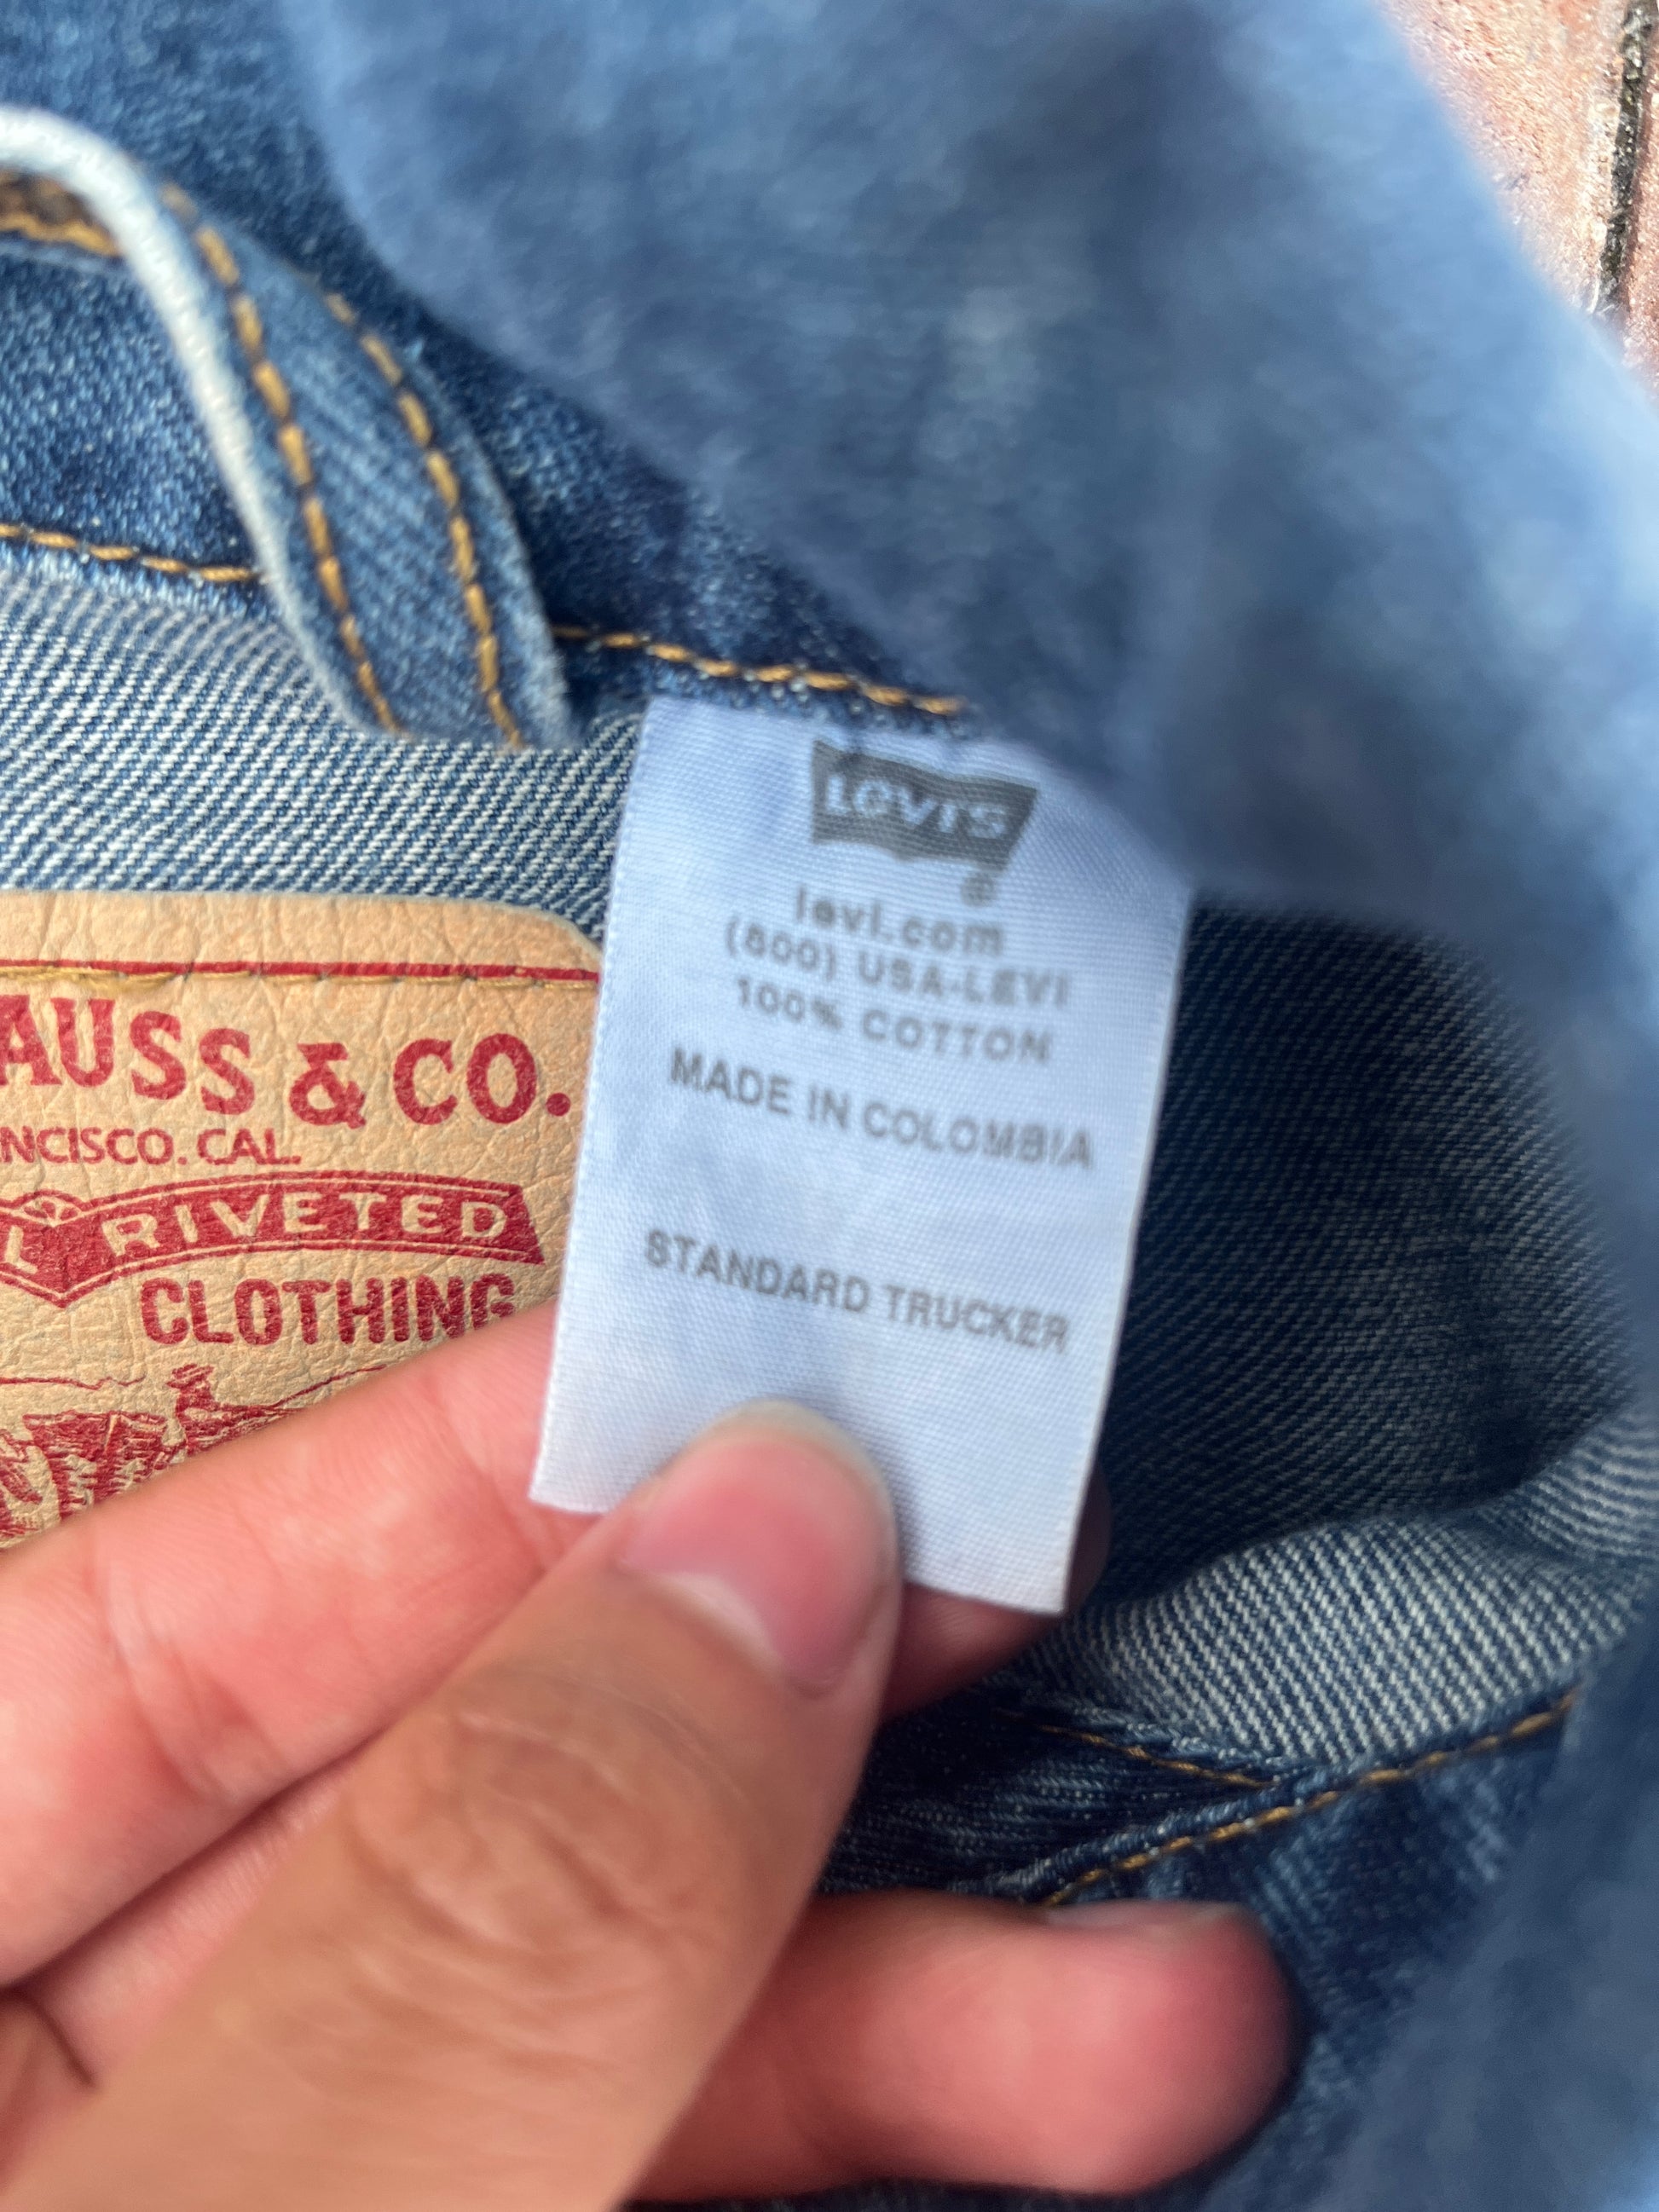 AUSS & CO.
NCISCO. CAL.
L RIVETED
CLOTHING
Levi's
®
levi.com
(800) USA-LEVI
100% COTTON
MADE IN COLOMBIA
STANDARD TRUCKER